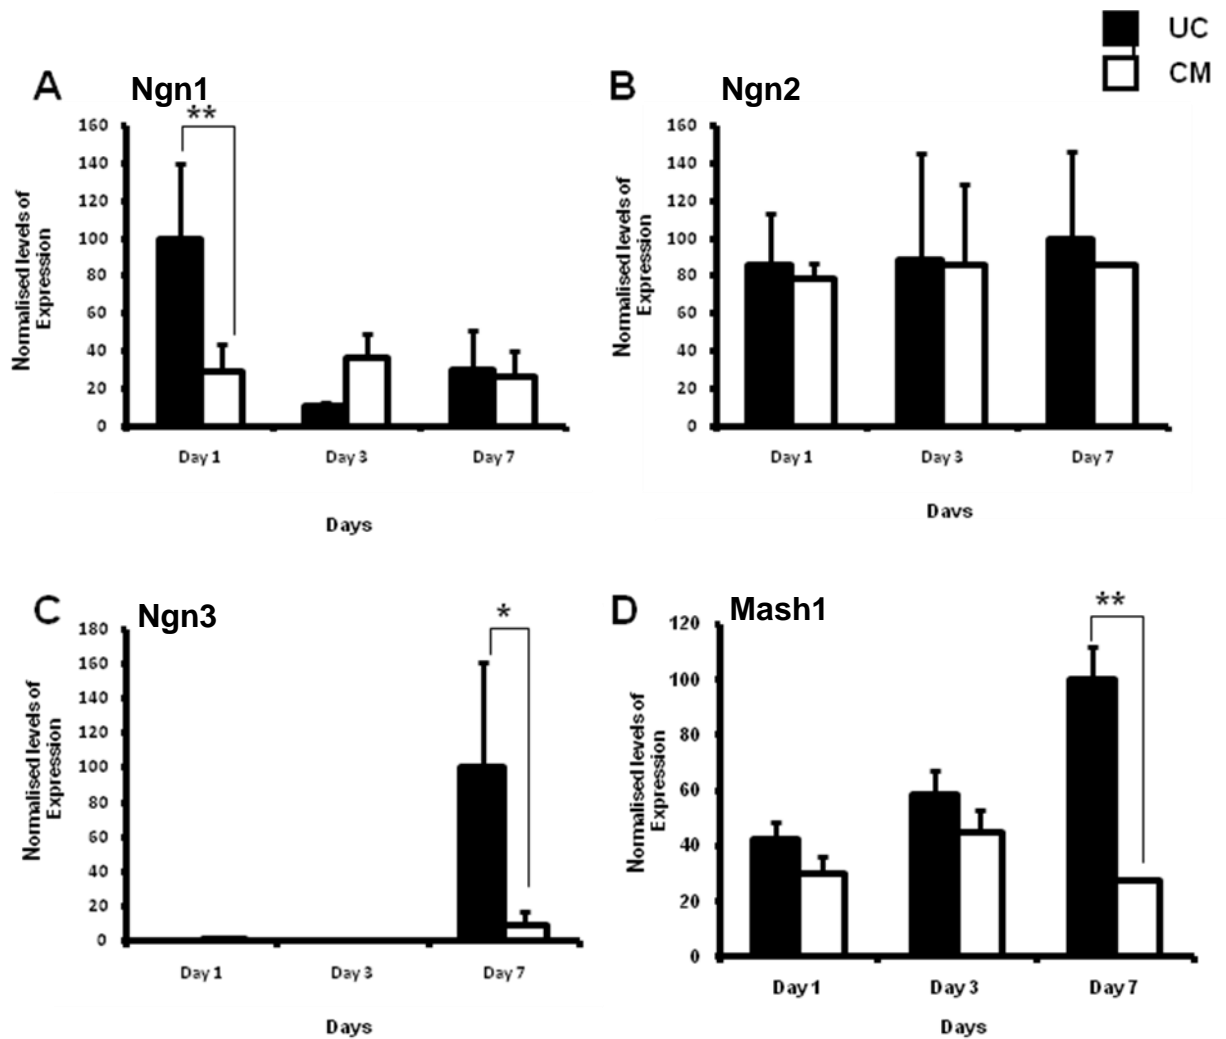 UC
CM
A
Ngn1
**
160
140
120
100
80
60
40
20
0
Normalised levels of
Expression
Day 1
Day 3
Day 7
Days
B
Ngn2
160
140
120
100
80
60
40
20
0
Normalised levels of
Expression
Day 1
Day 3
Day 7
Davs
C
Ngn3
*
180
160
140
120
100
80
60
40
20
0
Normalised levels of
Expression
Day 1
Day 3
Day 7
Days
D
Mash1
**
120
100
80
60
40
20
0
Normalised levels of
Expression
Day 1
Day 3
Day 7
Days